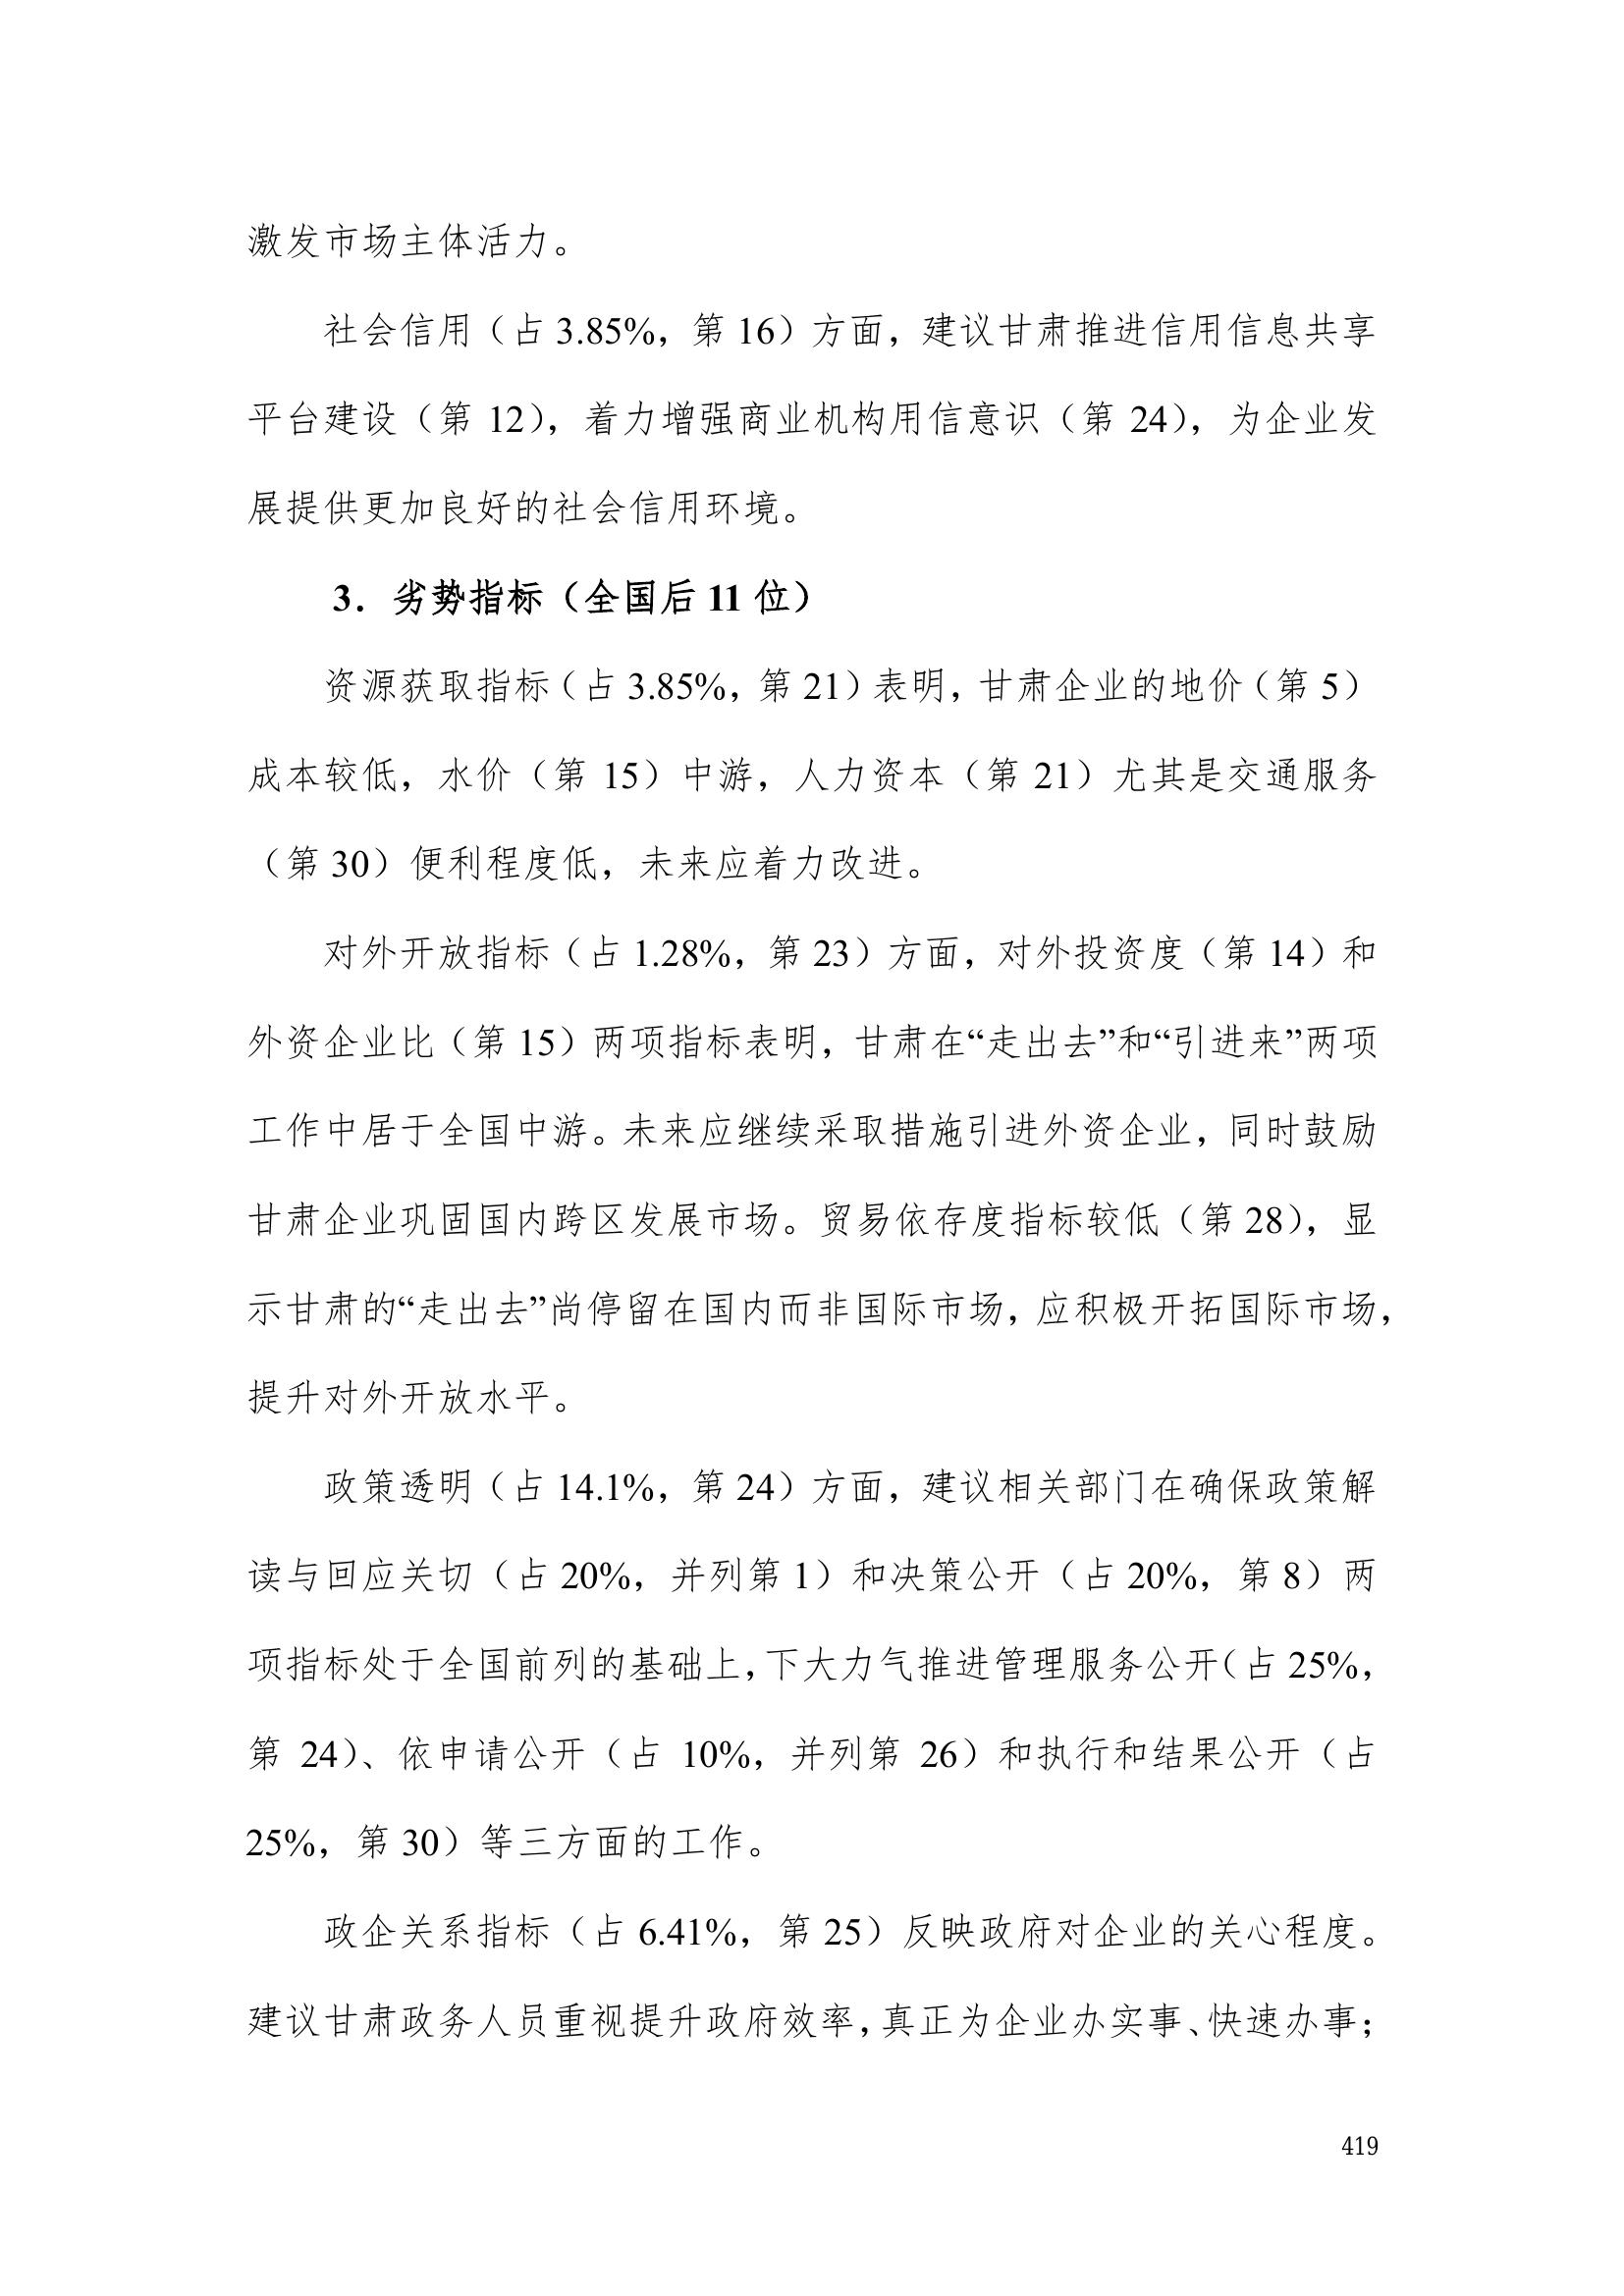 激发市场主体活力。
社会信用（占 3.85%，第 16）方面，建议甘肃推进信用信息共享
平台建设（第 12），着力增强商业机构用信意识（第 24），为企业发
展提供更加良好的社会信用环境。
3．劣势指标（全国后 11 位）
资源获取指标（占 3.85%，第 21）表明，甘肃企业的地价（第 5）
成本较低，水价（第 15）中游，人力资本（第 21）尤其是交通服务
（第 30）便利程度低，未来应着力改进。
对外开放指标（占 1.28%，第 23）方面，对外投资度（第 14）和
外资企业比（第 15）两项指标表明，甘肃在“走出去”和“引进来”两项
工作中居于全国中游。未来应继续采取措施引进外资企业，同时鼓励
甘肃企业巩固国内跨区发展市场。贸易依存度指标较低（第 28），显
示甘肃的“走出去”尚停留在国内而非国际市场，应积极开拓国际市场，
提升对外开放水平。
政策透明（占 14.1%，第 24）方面，建议相关部门在确保政策解
读与回应关切（占 20%，并列第 1）和决策公开（占 20%，第 8）两
项指标处于全国前列的基础上，下大力气推进管理服务公开（占 25%，
第 24）、依申请公开（占 10%，并列第 26）和执行和结果公开（占
25%，第 30）等三方面的工作。
政企关系指标（占 6.41%，第 25）反映政府对企业的关心程度。
建议甘肃政务人员重视提升政府效率，真正为企业办实事、快速办事；
419